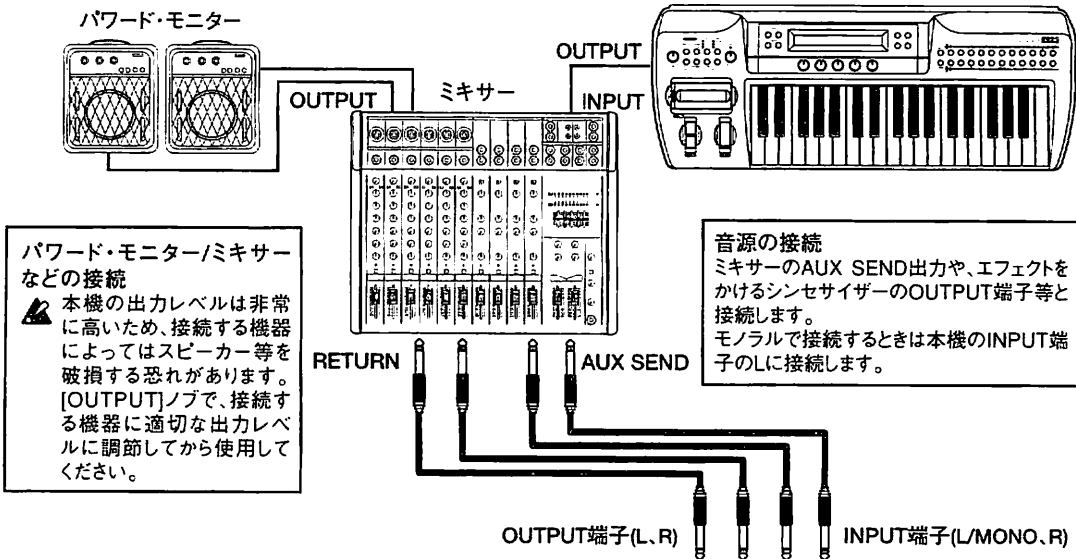 パワード・モニター
OUTPUT
ミキサー
OUTPUT
INPUT
パワード・モニター/ミキサー
などの接続
本機の出力レベルは非常
に高いため、接続する機器
によってはスピーカー等を
破損する恐れがあります。
[OUTPUT]ノブで、接続す
る機器に適切な出力レベ
ルに調節してから使用して
ください。
音源の接続
ミキサーのAUX SEND出力や、エフェクトを
かけるシンセサイザーのOUTPUT端子等と
接続します。
モノラルで接続するときは本機のINPUT端
子のLに接続します。
RETURN
AUX SEND
OUTPUT端子(L、R)
INPUT端子(L/MONO、R)